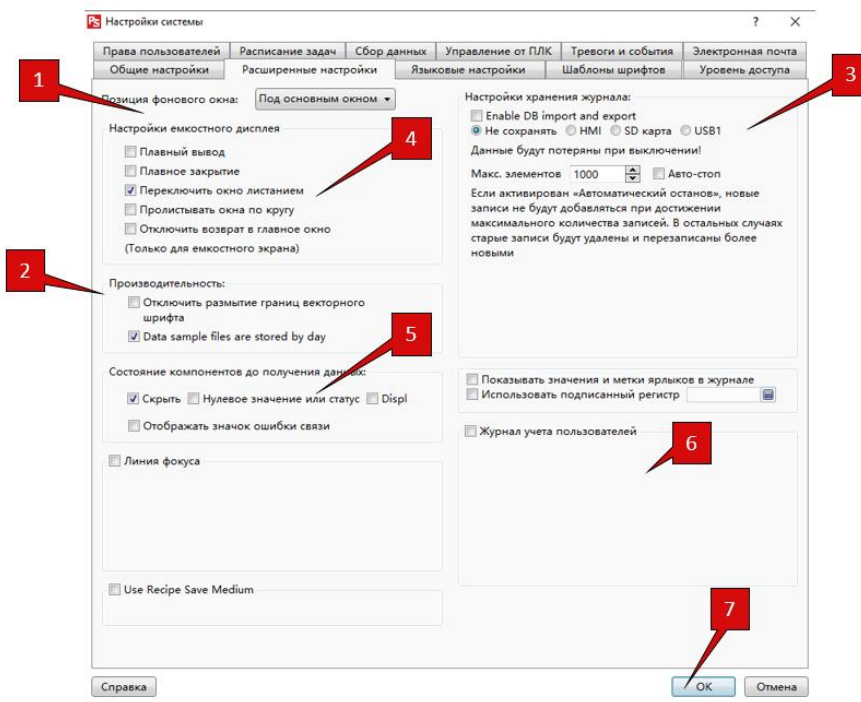 PS Настройки системы ? X
Права пользователей Расписание задач Сбор данных Управление от ПЛК Тревоги и события Электронная почта
Общие настройки Расширенные настройки Языковые настройки Шаблоны шрифтов Уровень доступа
1
3
Позиция фонового окна: Под основным окном
Настройки емкостного дисплея
4
Плавный вывод
Плавное закрытие
Переключить окно листанием
Пролистывать окна по кругу
Отключить возврат в главное окно
(Только для емкостного экрана)
2
Производительность:
Отключить размытие границ векторного
шрифта
Data sample files are stored by day
5
Состояние компонентов до получения данных:
Скрыть Нулевое значение или статус Displ
Отображать значок ошибки связи
Линия фокуса
Use Recipe Save Medium
Настройки хранения журнала:
Enable DB import and export
Не сохранять HMI SD карта USB1
Данные будут потеряны при выключении!
Макс. элементов 1000 Авто-стоп
Если активирован «Автоматический останов», новые
записи не будут добавляться при достижении
максимального количества записей. В остальных случаях
старые записи будут удалены и перезаписаны более
новыми
Показывать значения и метки ярлыков в журнале
Использовать подписанный регистр
Журнал учета пользователей
6
7
Справка OK Отмена